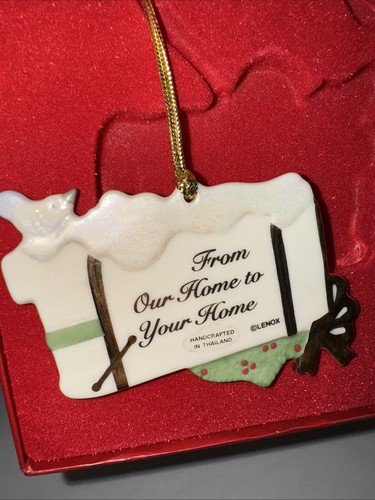 From
Our Home to
Your Home
HANDCRAFTED
IN THAILAND
©LENOX